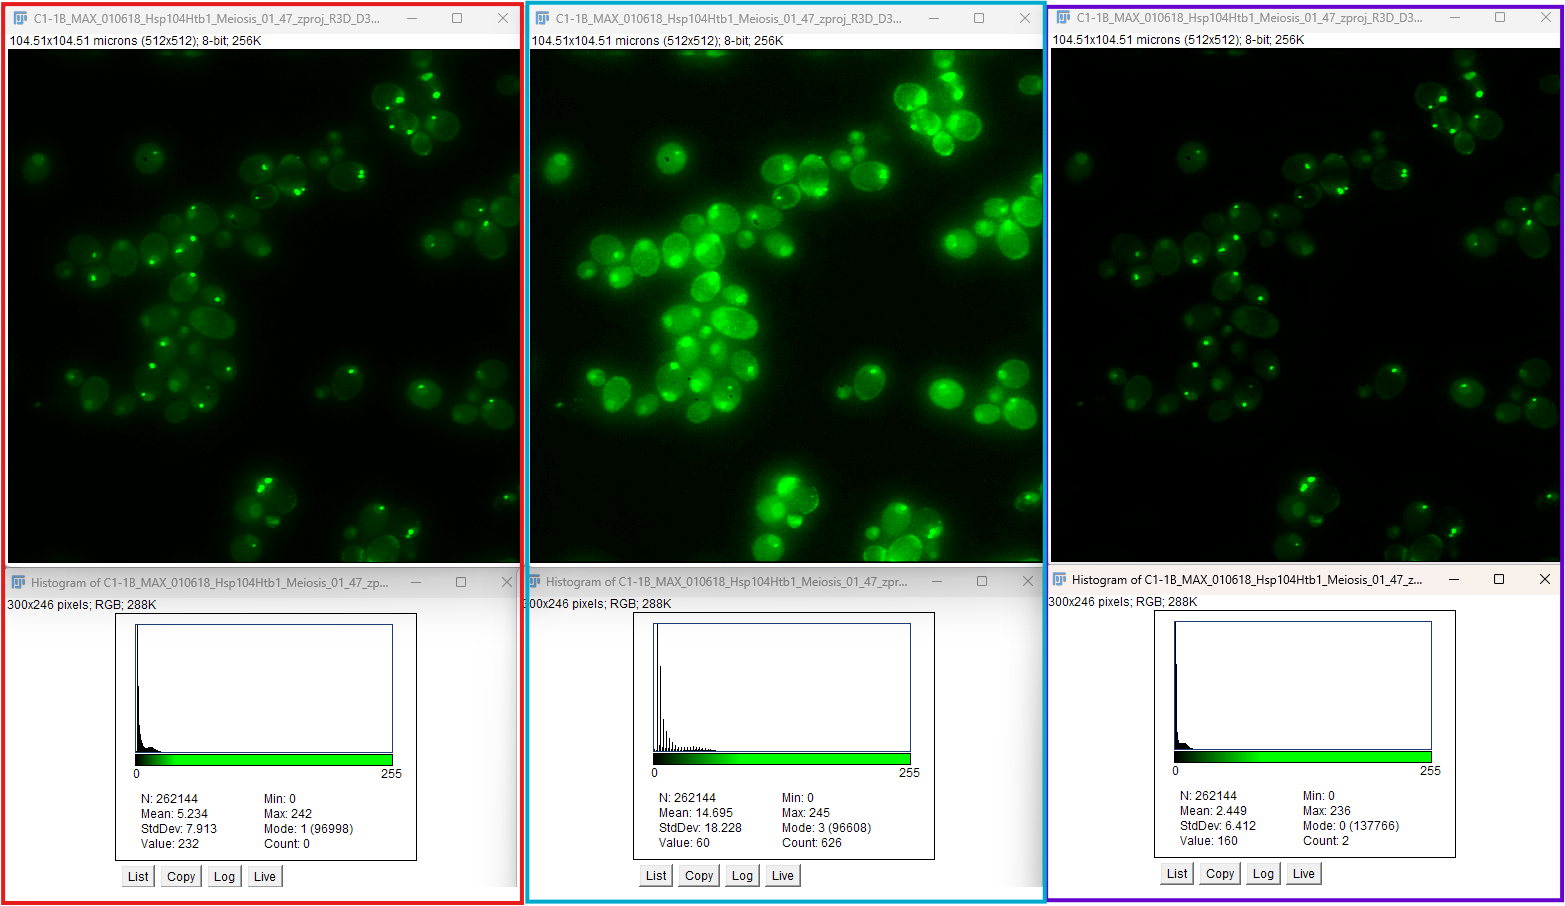 C1-1B_MAX_010618_Hsp104Htb1_Meiosis_01_47_zproj_R3D_D3...
104.51x104.51 microns (512x512); 8-bit; 256K
Histogram of C1-1B_MAX_010618_Hsp104Htb1_Meiosis_01_47_zp...
300x246 pixels; RGB; 288K
0 255
N: 262144 Min: 0
Mean: 5.234 Max: 242
StdDev: 7.913 Mode: 1 (96998)
Value: 232 Count: 0
List Copy Log Live
C1-1B_MAX_010618_Hsp104Htb1_Meiosis_01_47_zproj_R3D_D3...
104.51x104.51 microns (512x512); 8-bit; 256K
Histogram of C1-1B_MAX_010618_Hsp104Htb1_Meiosis_01_47_zpr...
300x246 pixels; RGB; 288K
0 255
N: 262144 Min: 0
Mean: 14.695 Max: 245
StdDev: 18.228 Mode: 3 (96608)
Value: 60 Count: 626
List Copy Log Live
C1-1B_MAX_010618_Hsp104Htb1_Meiosis_01_47_zproj_R3D_D3...
104.51x104.51 microns (512x512); 8-bit; 256K
Histogram of C1-1B_MAX_010618_Hsp104Htb1_Meiosis_01_47_z...
300x246 pixels; RGB; 288K
0 255
N: 262144 Min: 0
Mean: 2.449 Max: 236
StdDev: 6.412 Mode: 0 (137766)
Value: 160 Count: 2
List Copy Log Live